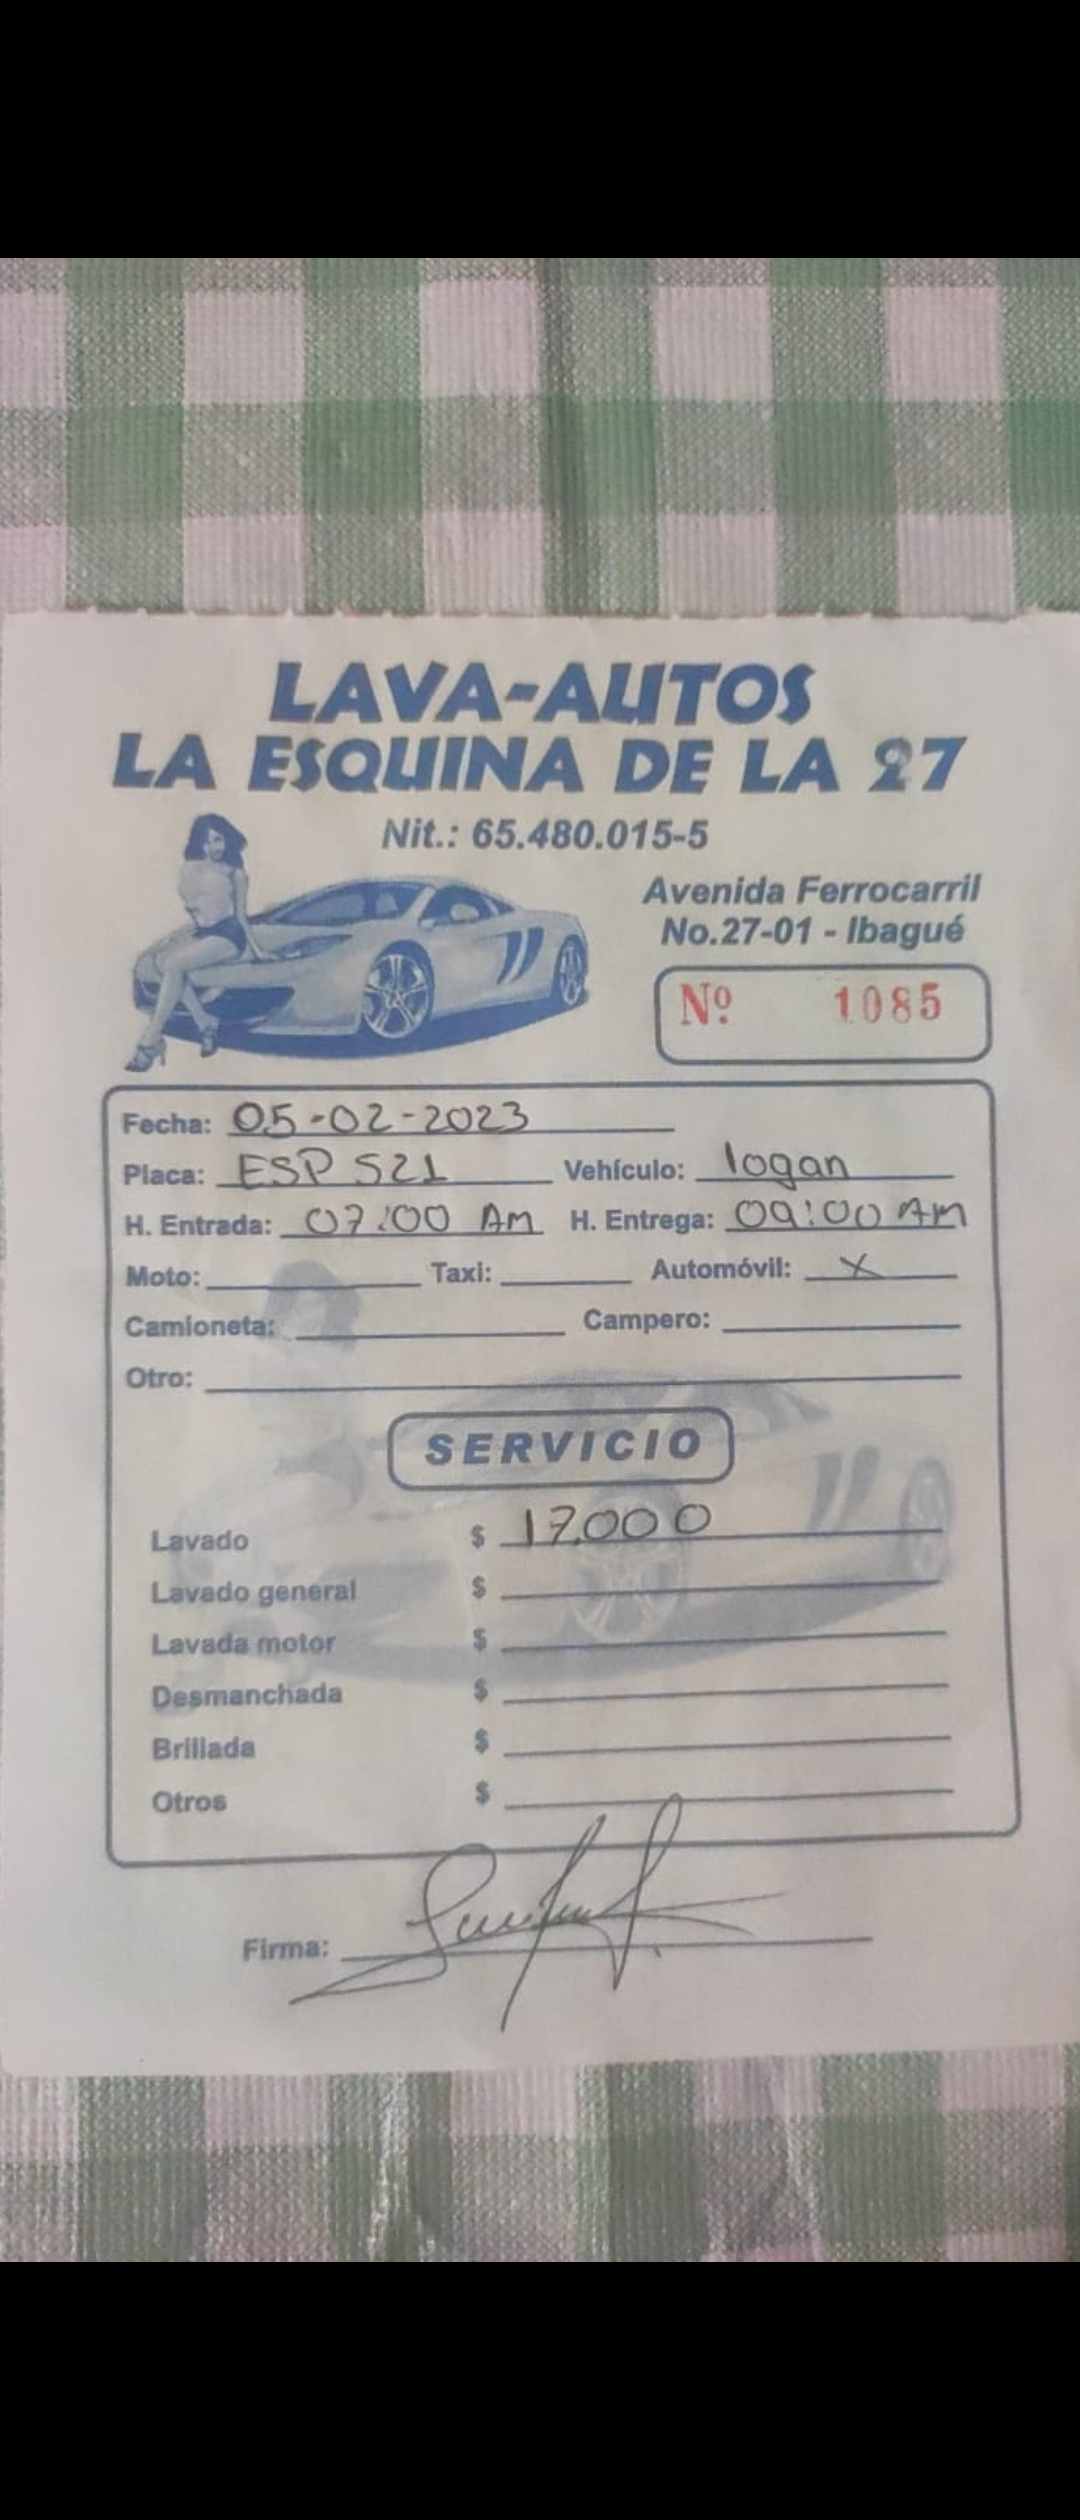 LAVA-AUTOS
LA ESQUINA DE LA 27
Nit.: 65.480.015-5
Avenida Ferrocarril
No.27-01 - Ibagué
Nº 1085
Fecha: 05-02-2023
Placa: ESP 521 Vehículo: logan
H. Entrada: 07:00 AM H. Entrega: 09:00 AM
Moto: Taxi: Automóvil: X
Camioneta: Campero:
Otro:
SERVICIO
Lavado $ 17.000
Lavado general $
Lavada motor $
Desmanchada $
Brillada $
Otros $
Firma: